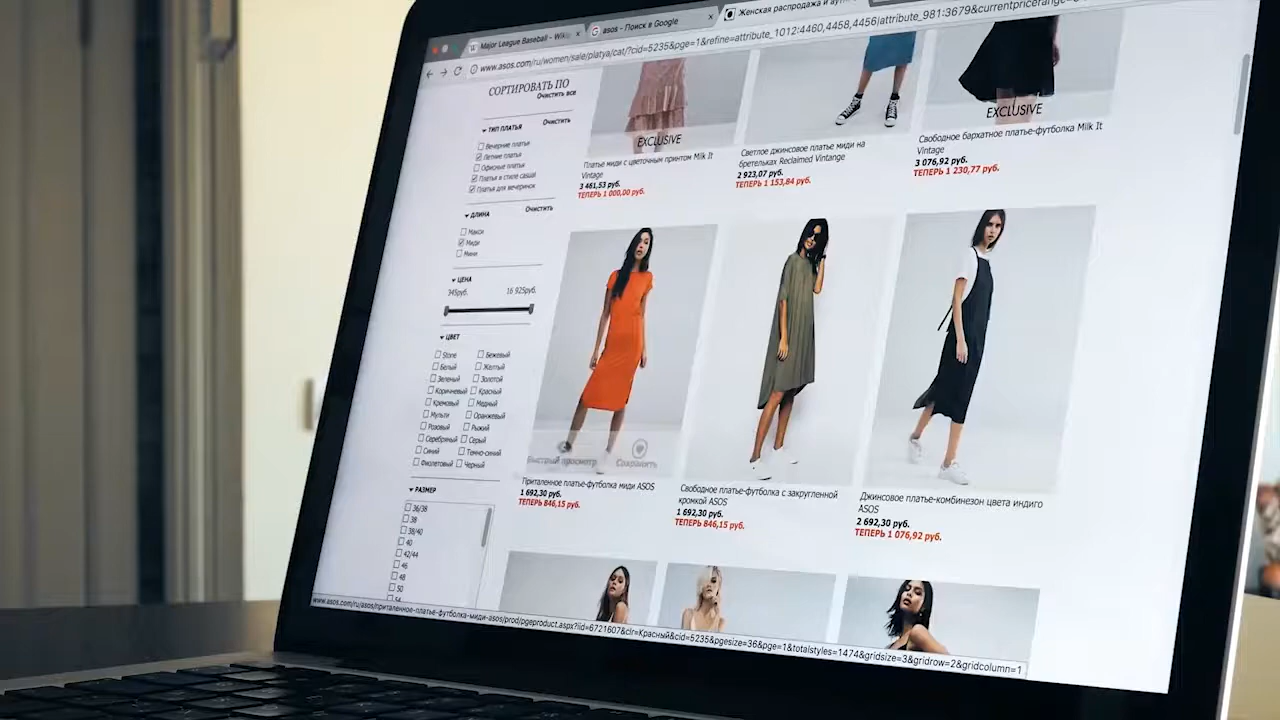 Major League Baseball - Wiki
asos - Поиск в Google
Женская распродажа и аутл
www.asos.com/ru/women/sale/platya/cat/?cid=5235&pge=1&refine=attribute_1012:4460,4458,4456|attribute_981:3679&currentpricerange=
СОРТИРОВАТЬ ПО
Очистить все
ТИП ПЛАТЬЯ
Очистить
Вечерние платья
Летние платья
Офисные платья
Платья в стиле casual
Платья для вечеринок
ДЛИНА
Очистить
Макси
Миди
Мини
ЦЕНА
345руб.
16 925руб.
ЦВЕТ
Stone
Бежевый
Белый
Желтый
Зеленый
Золотой
Коричневый
Красный
Кремовый
Медный
Мульти
Оранжевый
Розовый
Рыжий
Серебряный
Серый
Синий
Темно-синий
Фиолетовый
Черный
РАЗМЕР
36/38
38
38/40
40
42/44
46
48
50
54
EXCLUSIVE
Платье миди с цветочным принтом Milk It
Vintage
3 461,53 руб.
ТЕПЕРЬ 1 000,00 руб.
Светлое джинсовое платье миди на
бретельках Reclaimed Vintange
2 923,07 руб.
ТЕПЕРЬ 1 153,84 руб.
EXCLUSIVE
Свободное бархатное платье-футболка Milk It
Vintage
3 076,92 руб.
ТЕПЕРЬ 1 230,77 руб.
Быстрый просмотр
Сохранить
Приталенное платье-футболка миди ASOS
1 692,30 руб.
ТЕПЕРЬ 846,15 руб.
Свободное платье-футболка с закругленной
кромкой ASOS
1 692,30 руб.
ТЕПЕРЬ 846,15 руб.
Джинсовое платье-комбинезон цвета индиго
ASOS
2 692,30 руб.
ТЕПЕРЬ 1 076,92 руб.
www.asos.com/ru/asos/приталенное-платье-футболка-миди-asos/prod/pgeproduct.aspx?iid=6721607&clr=Красный&cid=5235&pgesize=36&pge=1&totalstyles=1474&gridsize=3&gridrow=2&gridcolumn=1